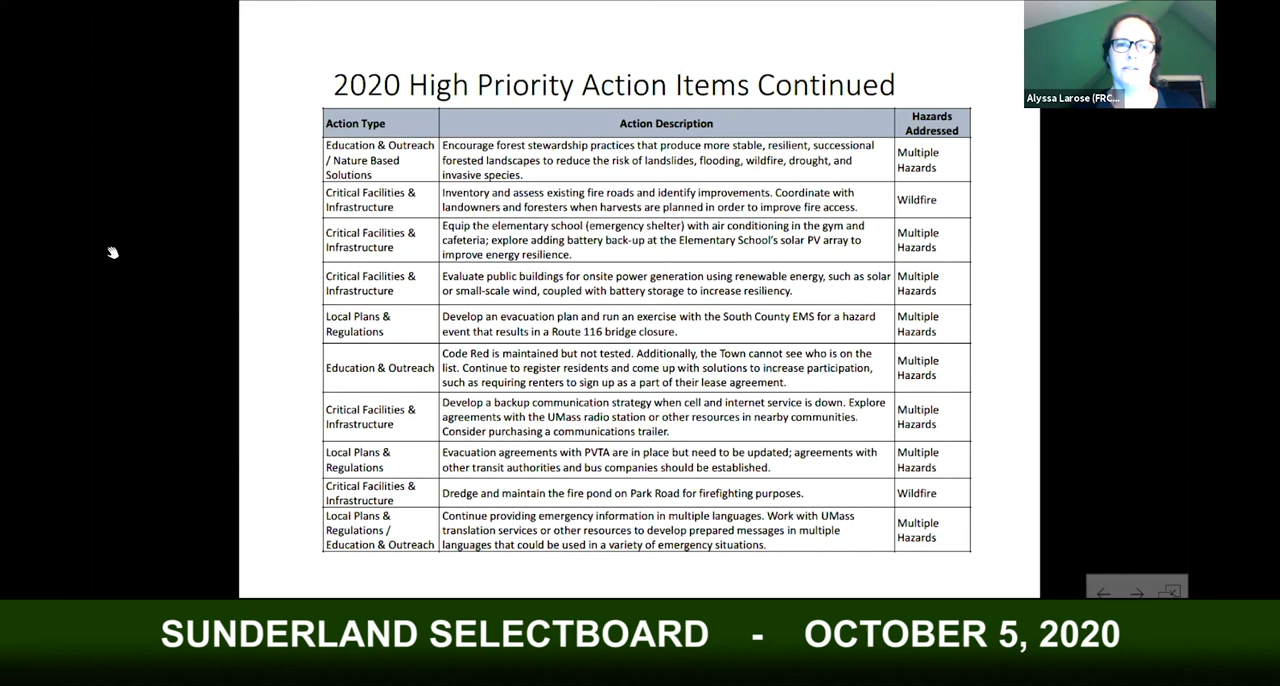 2020 High Priority Action Items Continued
Alyssa Larose (FRC...
Action Type
Action Description
Hazards
Addressed
Education & Outreach
/ Nature Based
Solutions
Encourage forest stewardship practices that produce more stable, resilient, successional
forested landscapes to reduce the risk of landslides, flooding, wildfire, drought, and
invasive species.
Multiple
Hazards
Critical Facilities &
Infrastructure
Inventory and assess existing fire roads and identify improvements. Coordinate with
landowners and foresters when harvests are planned in order to improve fire access.
Wildfire
Critical Facilities &
Infrastructure
Equip the elementary school (emergency shelter) with air conditioning in the gym and
cafeteria; explore adding battery back-up at the Elementary School's solar PV array to
improve energy resilience.
Multiple
Hazards
Critical Facilities &
Infrastructure
Evaluate public buildings for onsite power generation using renewable energy, such as solar
or small-scale wind, coupled with battery storage to increase resiliency.
Multiple
Hazards
Local Plans &
Regulations
Develop an evacuation plan and run an exercise with the South County EMS for a hazard
event that results in a Route 116 bridge closure.
Multiple
Hazards
Education & Outreach
Code Red is maintained but not tested. Additionally, the Town cannot see who is on the
list. Continue to register residents and come up with solutions to increase participation,
such as requiring renters to sign up as a part of their lease agreement.
Multiple
Hazards
Critical Facilities &
Infrastructure
Develop a backup communication strategy when cell and internet service is down. Explore
agreements with the UMass radio station or other resources in nearby communities.
Consider purchasing a communications trailer.
Multiple
Hazards
Local Plans &
Regulations
Evacuation agreements with PVTA are in place but need to be updated; agreements with
other transit authorities and bus companies should be established.
Multiple
Hazards
Critical Facilities &
Infrastructure
Dredge and maintain the fire pond on Park Road for firefighting purposes.
Wildfire
Local Plans &
Regulations /
Education & Outreach
Continue providing emergency information in multiple languages. Work with UMass
translation services or other resources to develop prepared messages in multiple
languages that could be used in a variety of emergency situations.
Multiple
Hazards
SUNDERLAND SELECTBOARD - OCTOBER 5, 2020